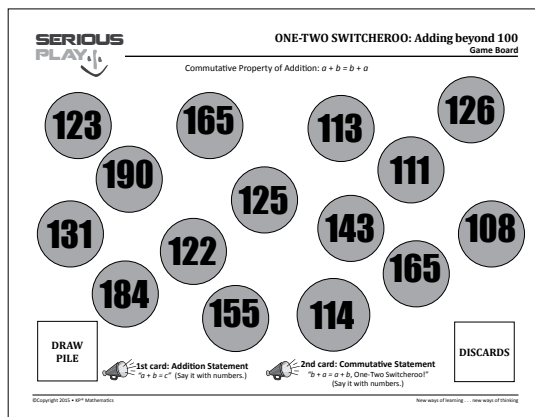 SERIOUS
PLAY
ONE-TWO SWITCHEROO: Adding beyond 100
Game Board
Commutative Property of Addition: a + b = b + a
123
165
113
126
190
111
125
131
122
143
108
165
184
155
114
DRAW
PILE
1st card: Addition Statement
"a + b = c" (Say it with numbers.)
2nd card: Commutative Statement
"b + a = a + b, One-Two Switcheroo!"
(Say it with numbers.)
DISCARDS
©Copyright 2015 • KP® Mathematics
New ways of learning . . . new ways of thinking